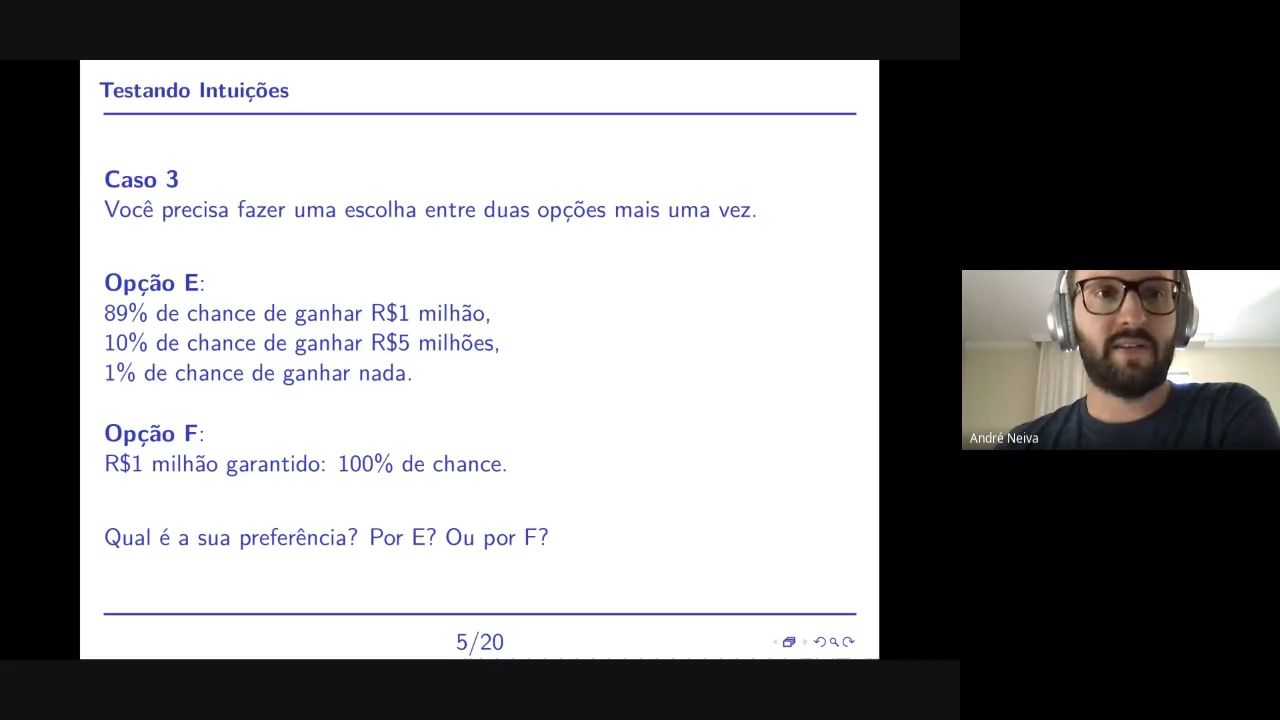 Testando Intuições
Caso 3
Você precisa fazer uma escolha entre duas opções mais uma vez.
Opção E:
89% de chance de ganhar R$1 milhão,
10% de chance de ganhar R$5 milhões,
1% de chance de ganhar nada.
Opção F:
R$1 milhão garantido: 100% de chance.
Qual é a sua preferência? Por E? Ou por F?
5/20
André Neiva